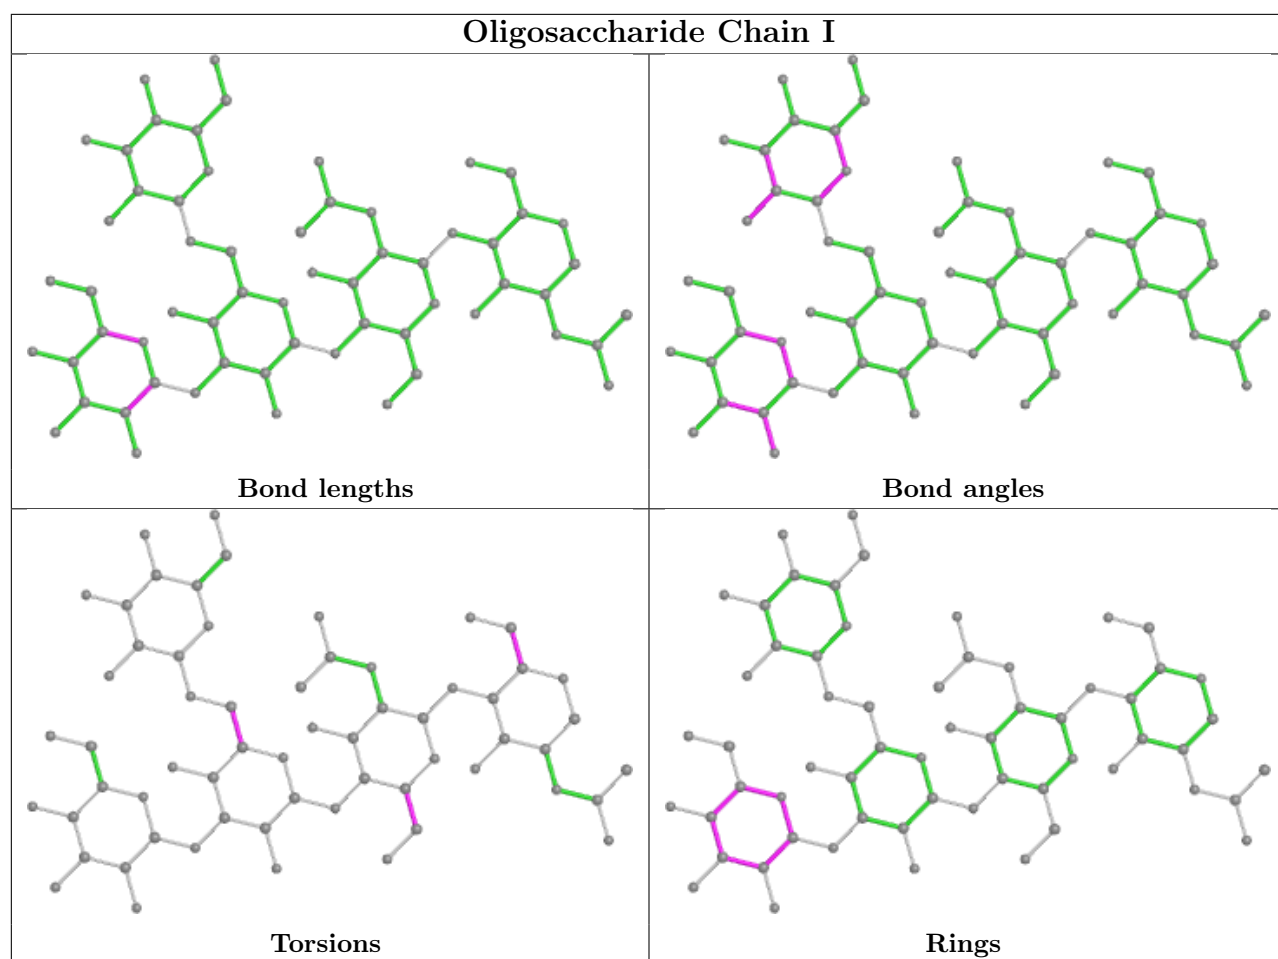 Oligosaccharide Chain I
Bond lengths
Bond angles
Torsions
Rings